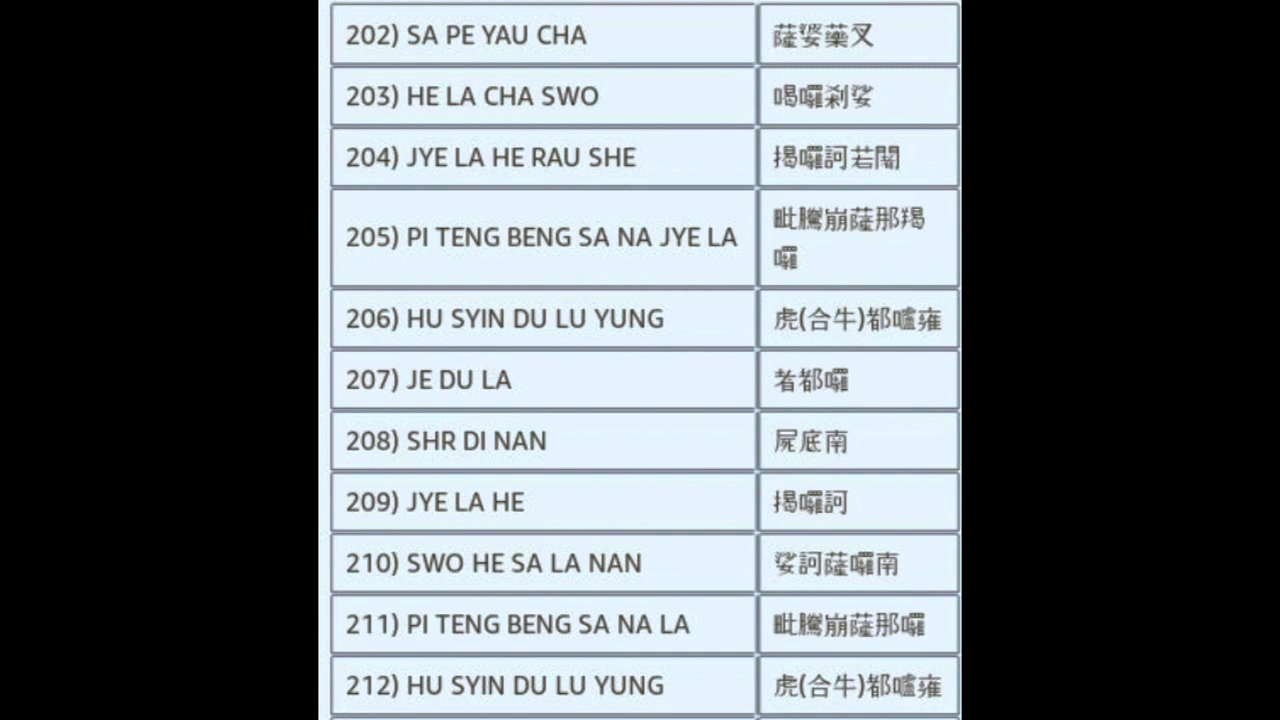 202) SA PE YAU CHA 薩婆藥叉
203) HE LA CHA SWO 喝囉剎娑
204) JYE LA HE RAU SHE 揭囉訶若闍
205) PI TENG BENG SA NA JYE LA 毗騰崩薩那羯
囉
206) HU SYIN DU LU YUNG 虎(合牛)都嚧雍
207) JE DU LA 者都囉
208) SHR DI NAN 尸底南
209) JYE LA HE 揭囉訶
210) SWO HE SA LA NAN 娑訶薩囉南
211) PI TENG BENG SA NA LA 毗騰崩薩那囉
212) HU SYIN DU LU YUNG 虎(合牛)都嚧雍